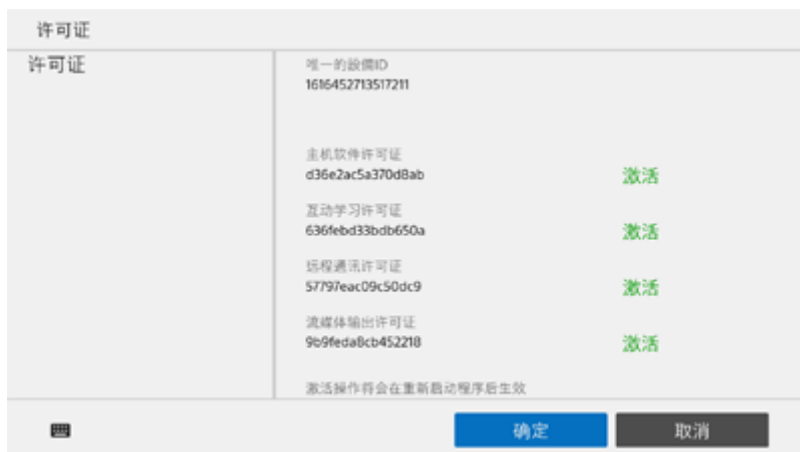 许可证
许可证
唯一的設備ID
1616452713517211
主机软件许可证
d36e2ac5a370d8ab
激活
互动学习许可证
636febd33bdb650a
激活
远程通讯许可证
57797eac09c50dc9
激活
流媒体输出许可证
9b9feda8cb452218
激活
激活操作将会在重新启动程序后生效
确定
取消